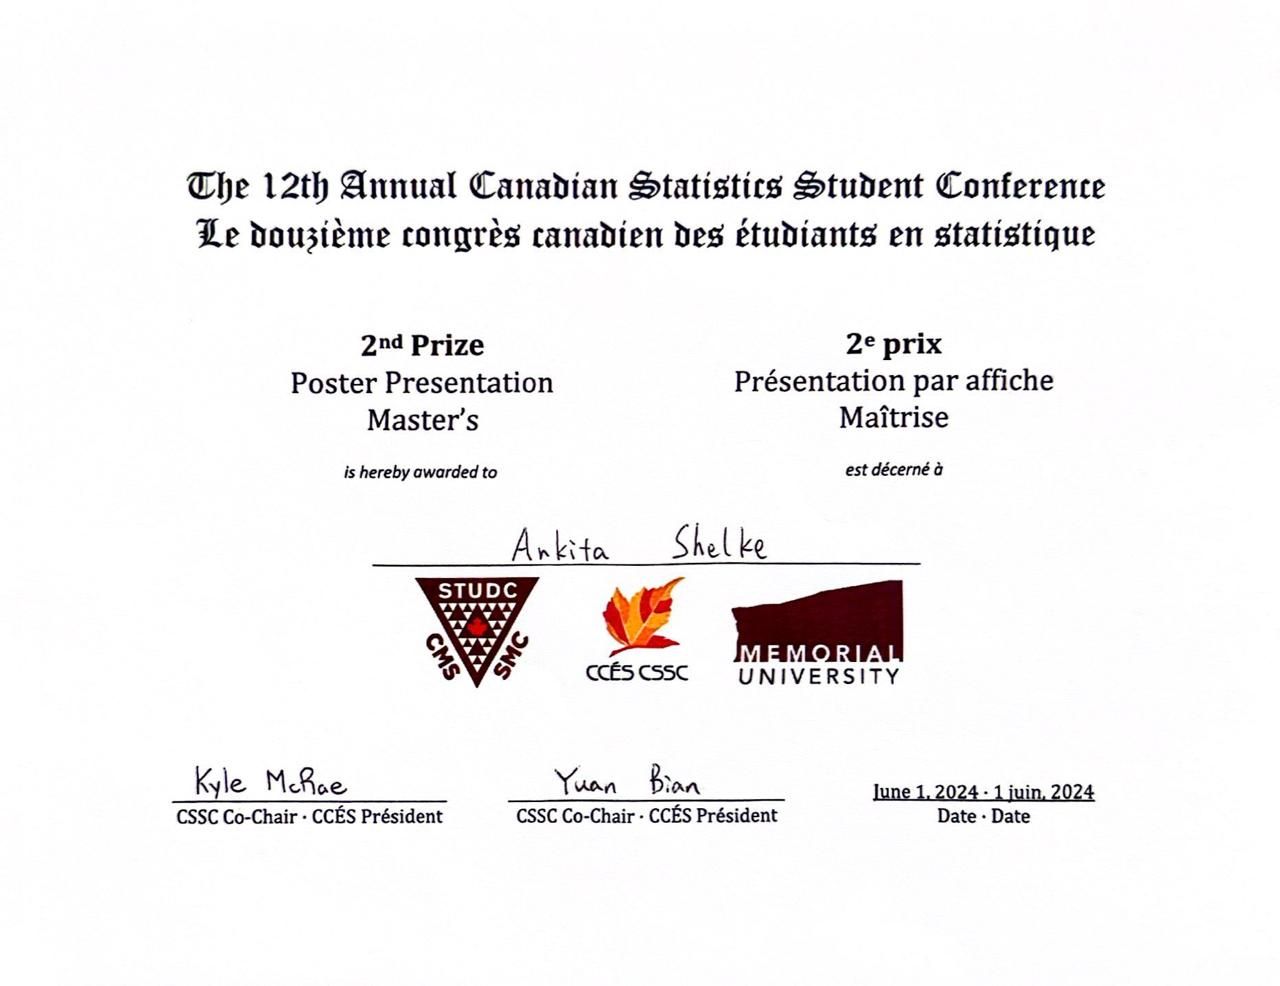 The 12th Annual Canadian Statistics Student Conference
Le douzième congrès canadien des étudiants en statistique
2nd Prize
Poster Presentation
Master's
is hereby awarded to
2e prix
Présentation par affiche
Maîtrise
est décerné à
Ankita Shelke
STUDC
CMS SMC
CCÉS CSSC
MEMORIAL
UNIVERSITY
Kyle McRae
CSSC Co-Chair · CCÉS Président
Yuan Bian
CSSC Co-Chair · CCÉS Président
June 1, 2024 · 1 juin, 2024
Date · Date